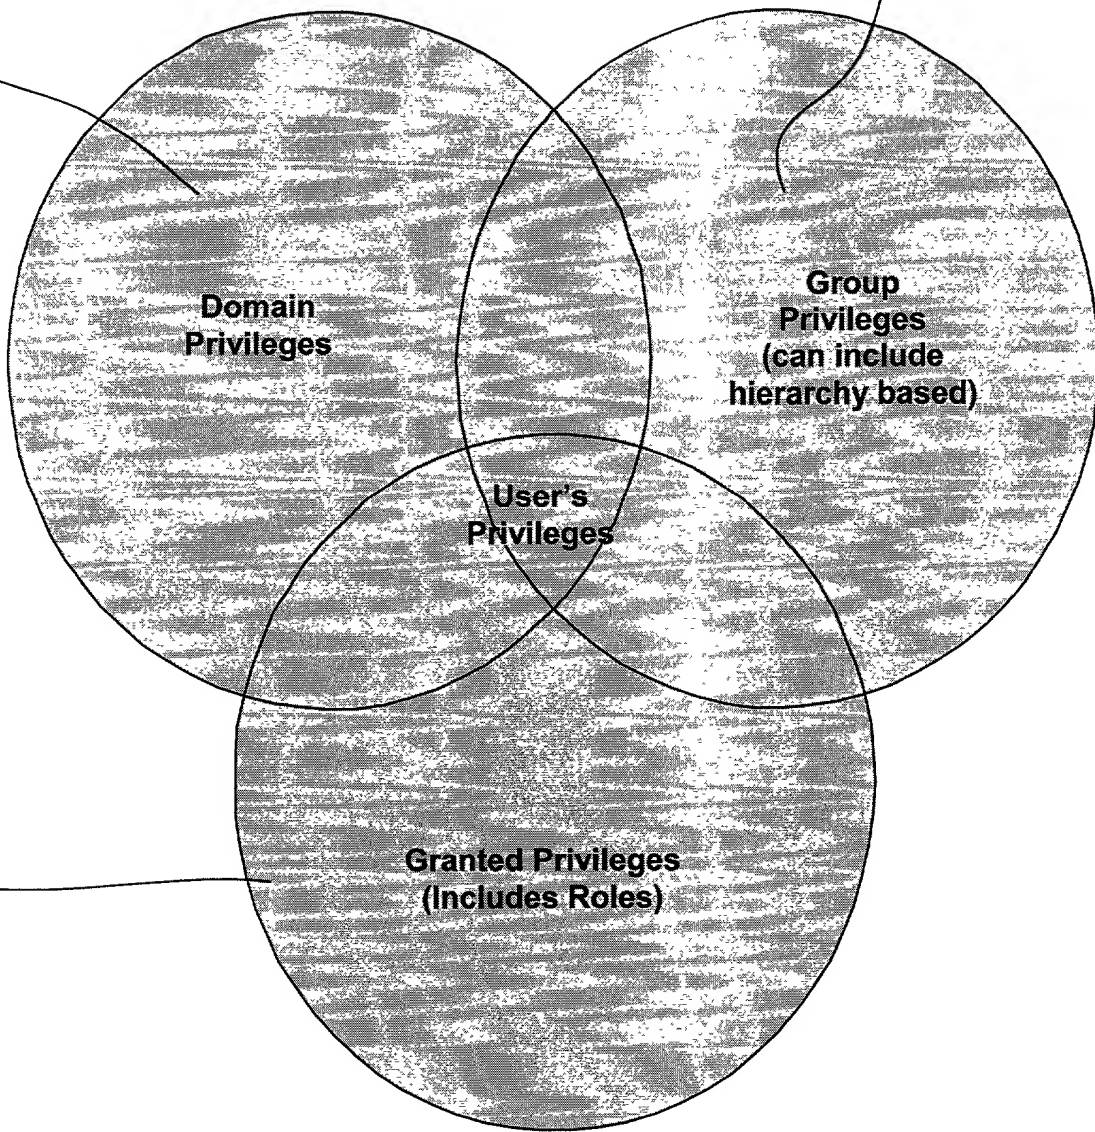 Domain
Privileges
Group
Privileges
(can include
hierarchy based)
User's
Privileges
Granted Privileges
(Includes Roles)